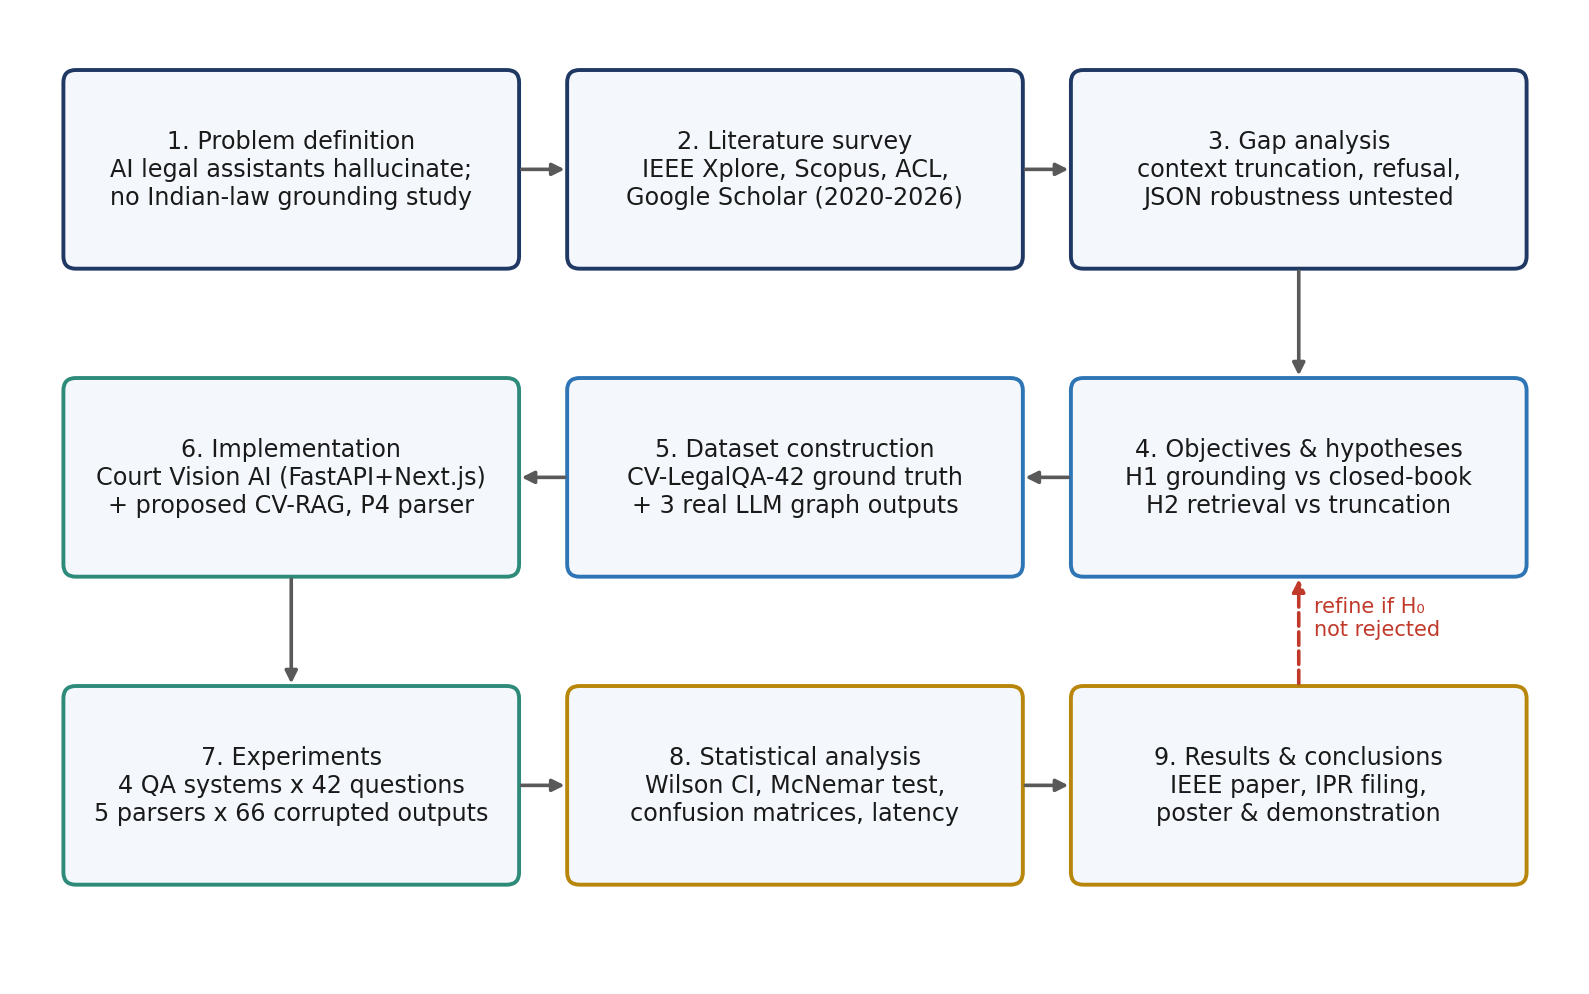 1. Problem definition
AI legal assistants hallucinate;
no Indian-law grounding study
2. Literature survey
IEEE Xplore, Scopus, ACL,
Google Scholar (2020-2026)
3. Gap analysis
context truncation, refusal,
JSON robustness untested
4. Objectives & hypotheses
H1 grounding vs closed-book
H2 retrieval vs truncation
5. Dataset construction
CV-LegalQA-42 ground truth
+ 3 real LLM graph outputs
6. Implementation
Court Vision AI (FastAPI+Next.js)
+ proposed CV-RAG, P4 parser
7. Experiments
4 QA systems x 42 questions
5 parsers x 66 corrupted outputs
8. Statistical analysis
Wilson CI, McNemar test,
confusion matrices, latency
9. Results & conclusions
IEEE paper, IPR filing,
poster & demonstration
refine if H₀
not rejected